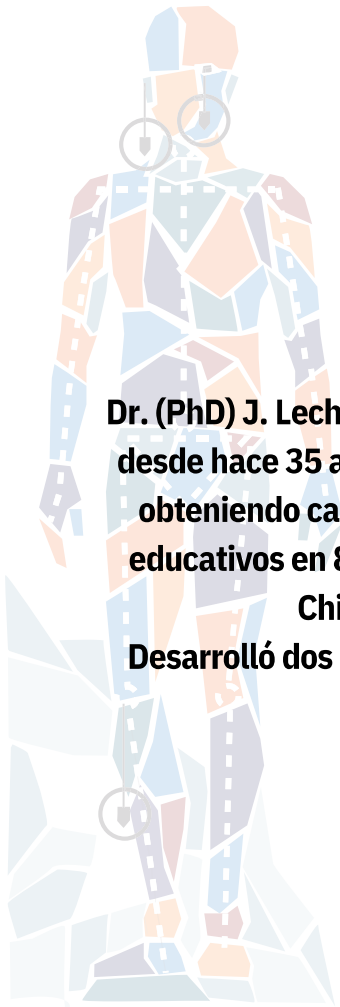 Dr. (PhD) J. Lech
desde hace 35 a
obteniendo ca
educativos en 8
Chi
Desarrolló dos